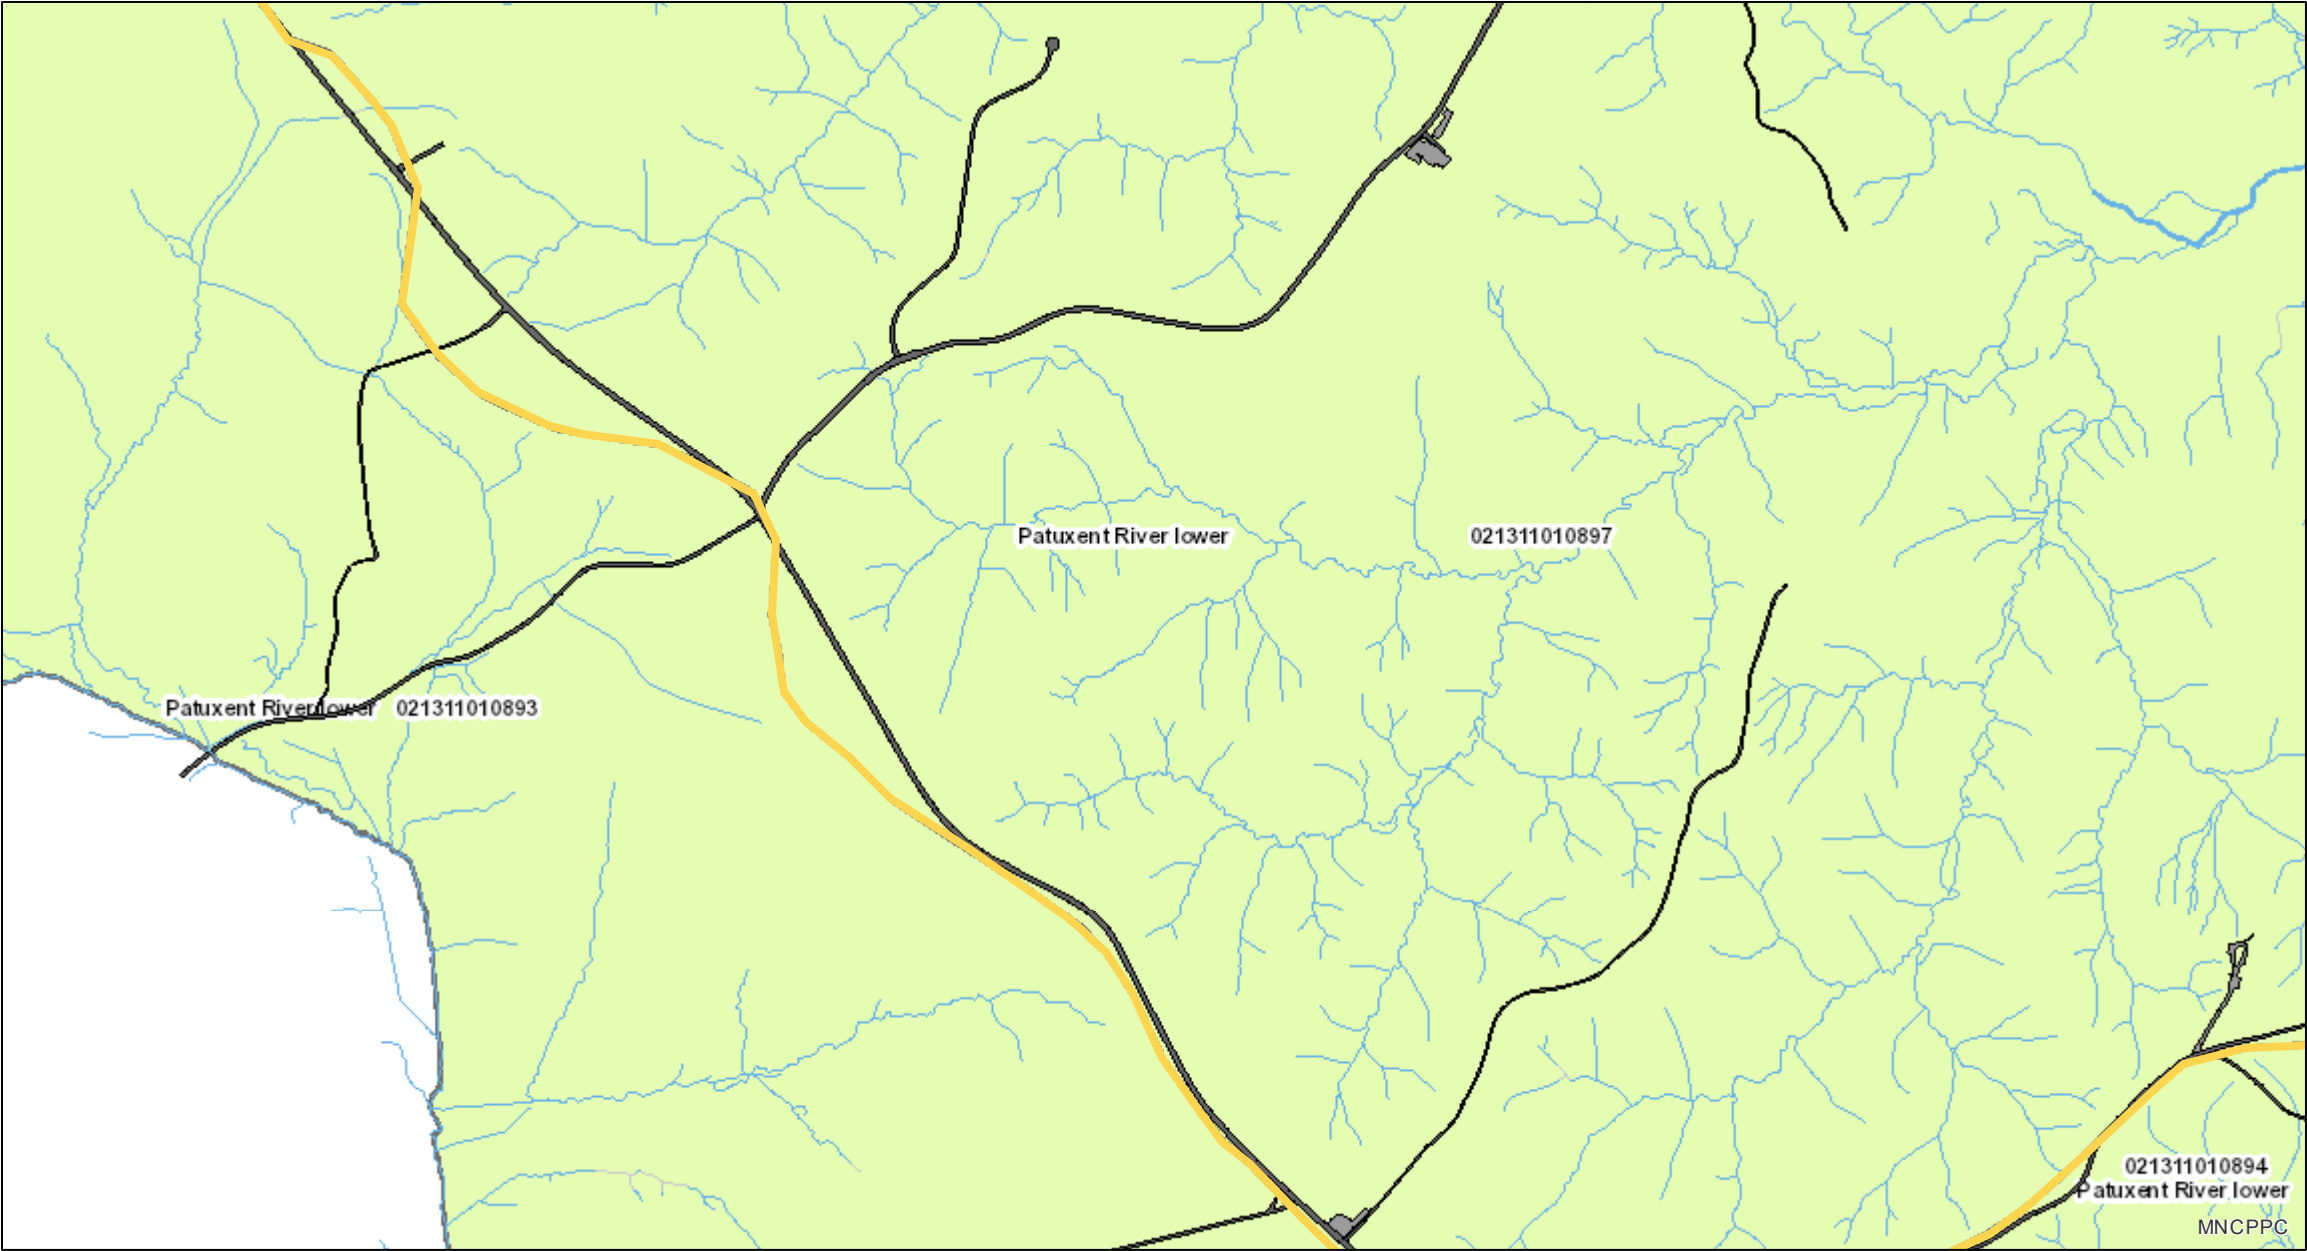 Patuxent River lower
021311010897
Patuxent River lower
021311010893
021311010894
Patuxent River lower
MNCPPC